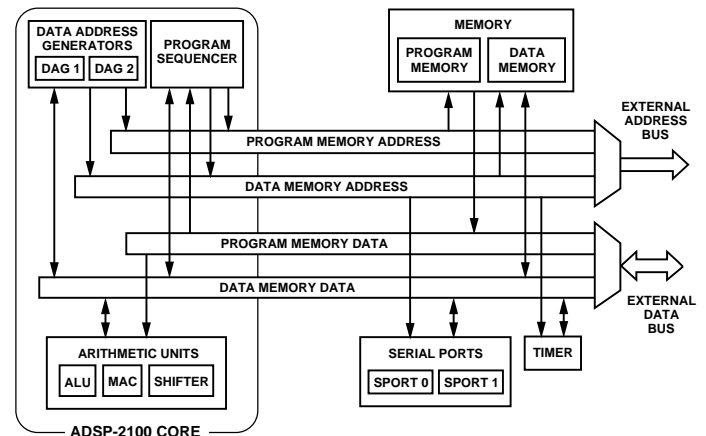 DATA ADDRESS
GENERATORS
DAG 1
DAG 2
PROGRAM
SEQUENCER
MEMORY
PROGRAM
MEMORY
DATA
MEMORY
EXTERNAL
ADDRESS
BUS
PROGRAM MEMORY ADDRESS
DATA MEMORY ADDRESS
PROGRAM MEMORY DATA
DATA MEMORY DATA
EXTERNAL
DATA
BUS
ARITHMETIC UNITS
ALU
MAC
SHIFTER
SERIAL PORTS
SPORT 0
SPORT 1
TIMER
ADSP-2100 CORE